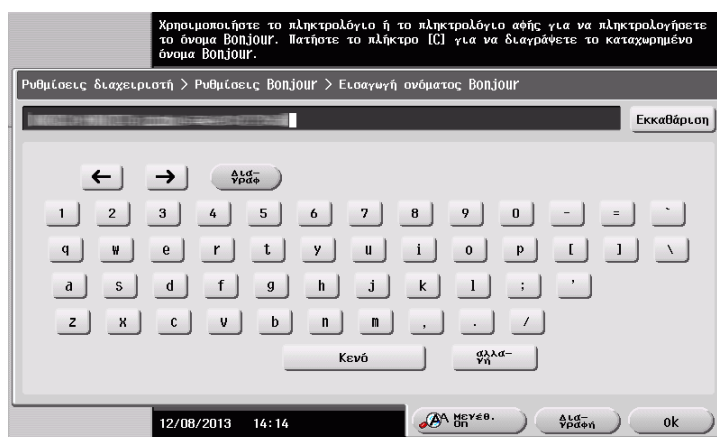 Χρησιμοποιήστε το πληκτρολόγιο ή το πληκτρολόγιο αφής για να πληκτρολογήσετε
το όνομα Bonjour. Πατήστε το πλήκτρο [C] για να διαγράψετε το καταχωρημένο
όνομα Bonjour.
Ρυθμίσεις διαχειριστή > Ρυθμίσεις Bonjour > Εισαγωγή ονόματος Bonjour
Εκκαθάριση
← → Δια-
γραφ
1 2 3 4 5 6 7 8 9 0 - = `
q w e r t y u i o p [ ] \
a s d f g h j k l ; '
z x c v b n m , . /
Κενό αλλα-
γή
12/08/2013 14:14 Μεγέθ.
on Δια-
γραφή ok